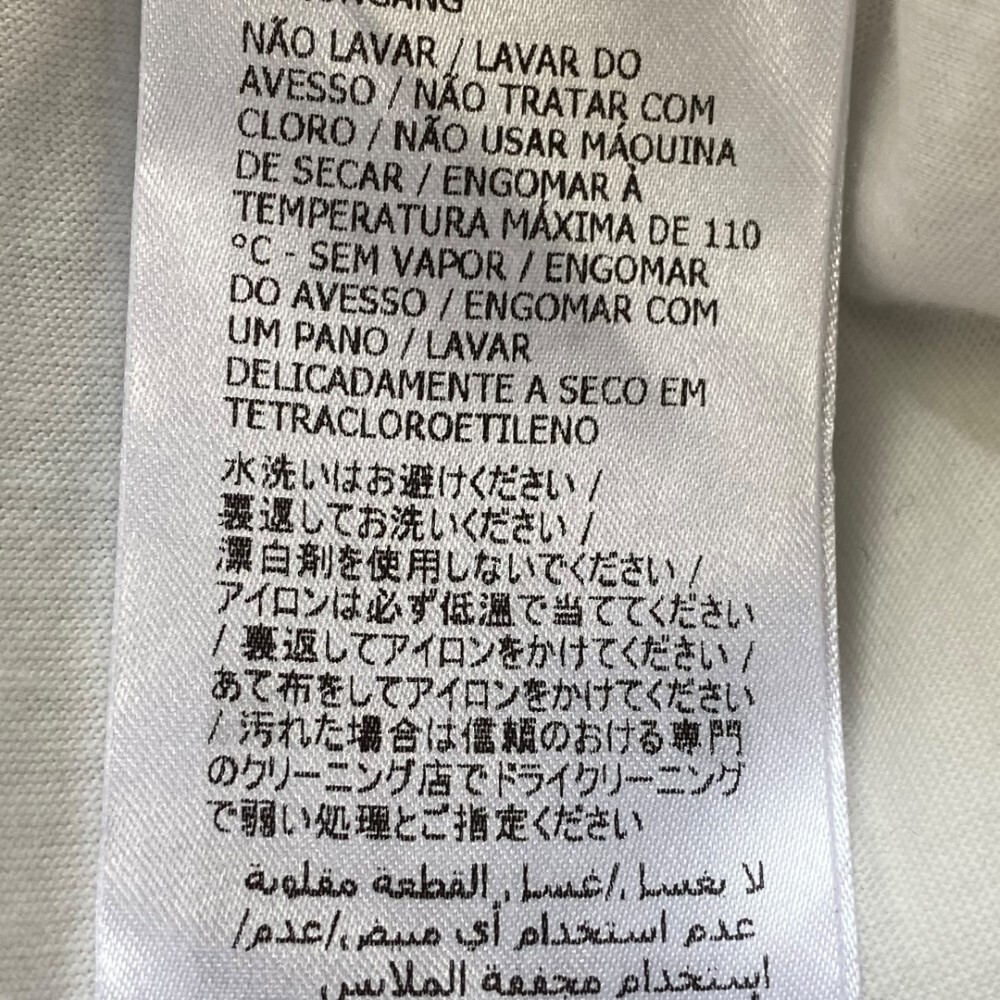 NÃO LAVAR / LAVAR DO
AVESSO / NÃO TRATAR COM
CLORO / NÃO USAR MÁQUINA
DE SECAR / ENGOMAR À
TEMPERATURA MÁXIMA DE 110
°C - SEM VAPOR / ENGOMAR
DO AVESSO / ENGOMAR COM
UM PANO / LAVAR
DELICADAMENTE A SECO EM
TETRACLOROETILENO
水洗いはお避けください /
裏返してお洗いください /
漂白剤を使用しないでください /
アイロンは必ず低温で当ててください
/ 裏返してアイロンをかけてください /
あて布をしてアイロンをかけてください
/ 汚れた場合は信頼のおける専門
のクリーニング店でドライクリーニング
で弱い処理とご指定ください
لا يغسل/غسل القطعة مقلوبة
/عدم استخدام أي مبيض/عدم
إستخدام مجففة الملابس